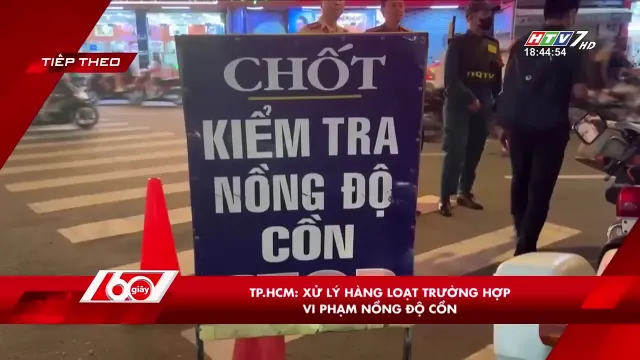 TIẾP THEO
HTV7 HD
18:44:54
CHỐT
KIỂM TRA
NỒNG ĐỘ
CỒN
60 giây
TP.HCM: XỬ LÝ HÀNG LOẠT TRƯỜNG HỢP
VI PHẠM NỒNG ĐỘ CỒN